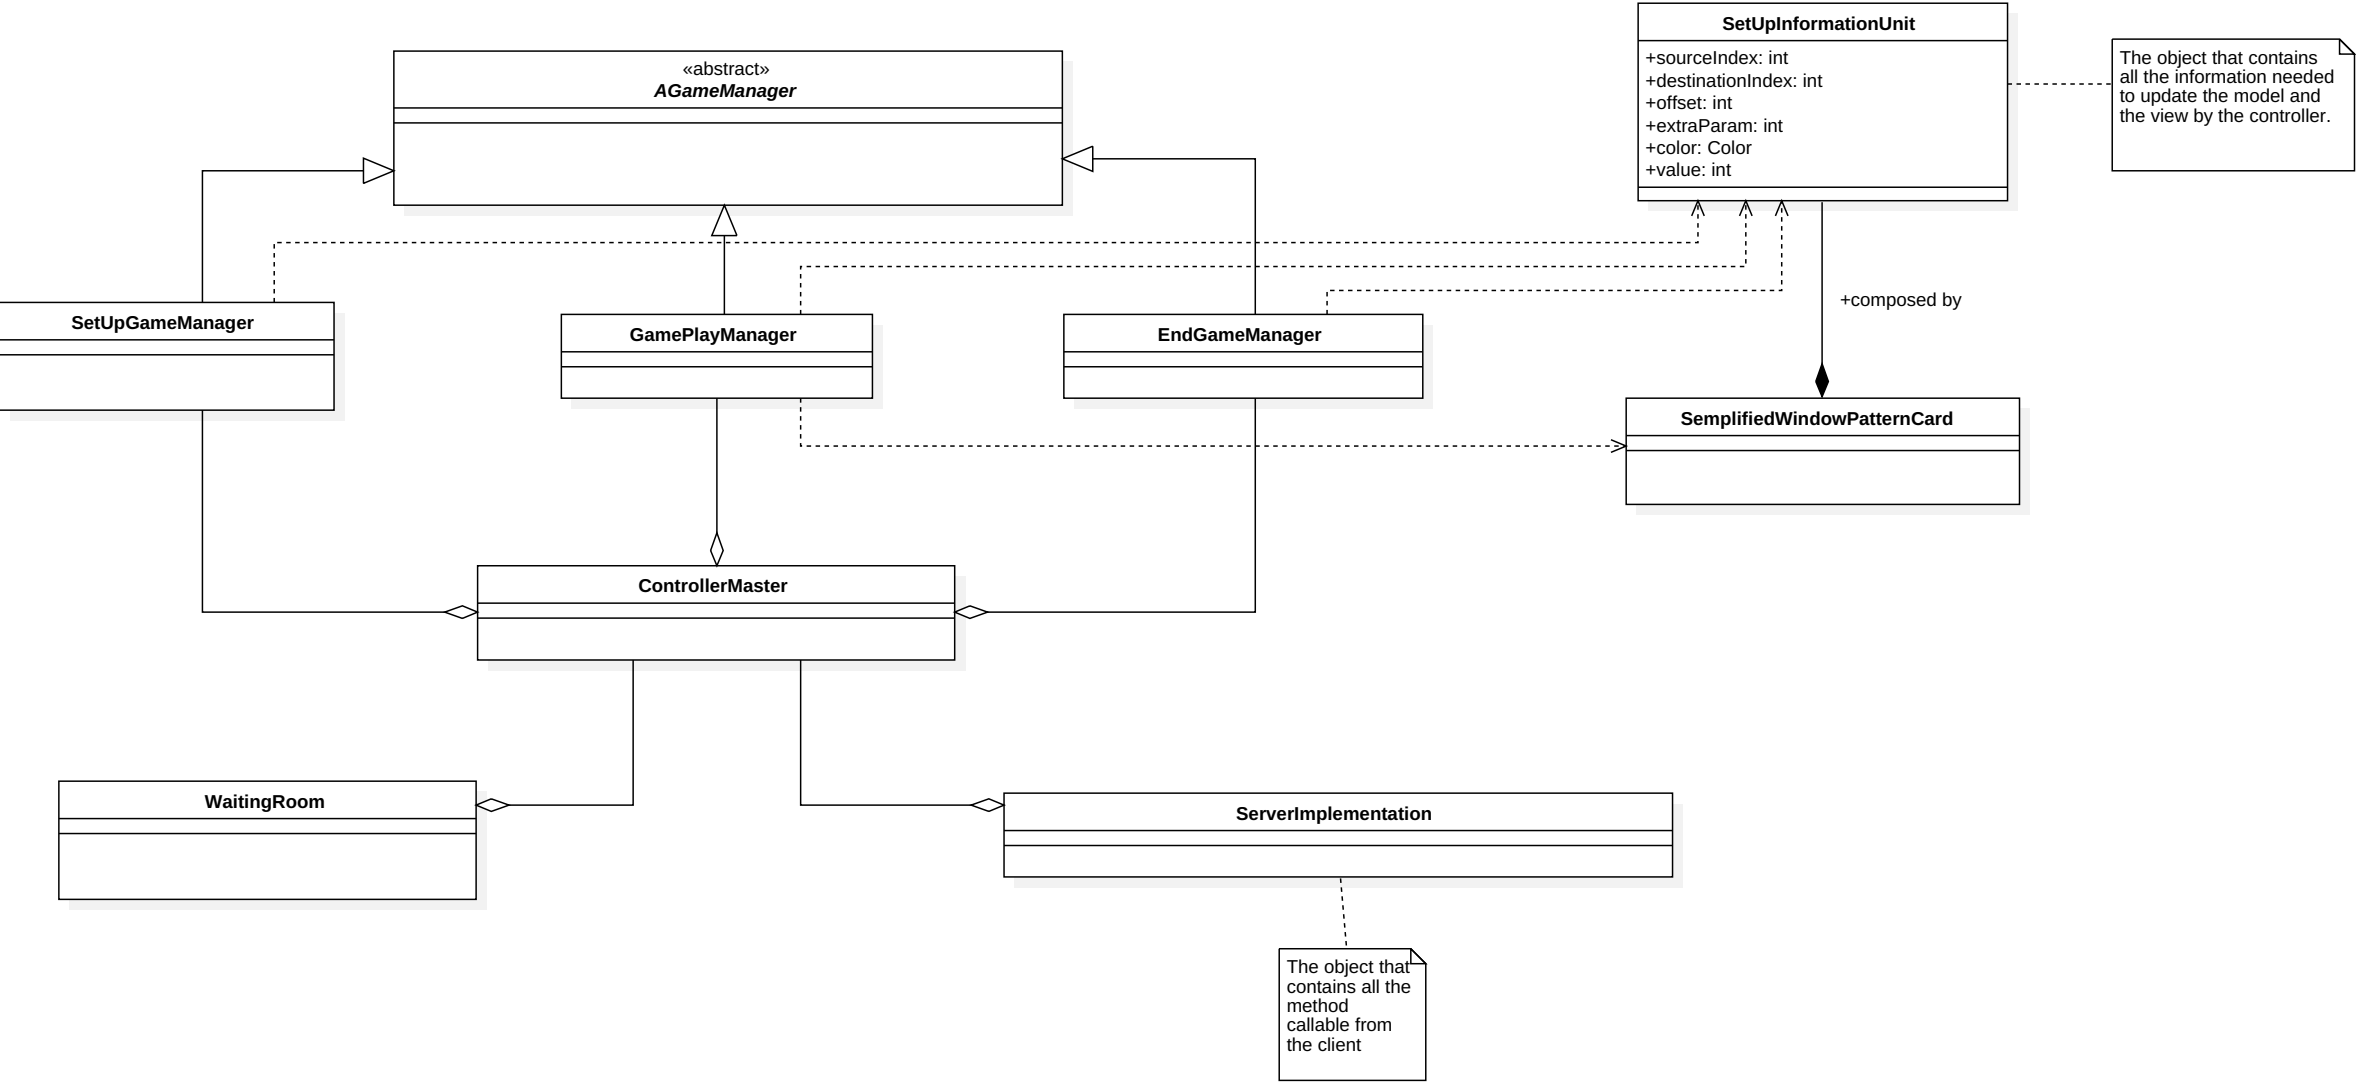 SetUpInformationUnit
+sourceIndex: int
+destinationIndex: int
+offset: int
+extraParam: int
+color: Color
+value: int
The object that contains
all the information needed
to update the model and
the view by the controller.
«abstract»
AGameManager
+composed by
SetUpGameManager
GamePlayManager
EndGameManager
SemplifiedWindowPatternCard
ControllerMaster
WaitingRoom
ServerImplementation
The object that
contains all the
method
callable from
the client